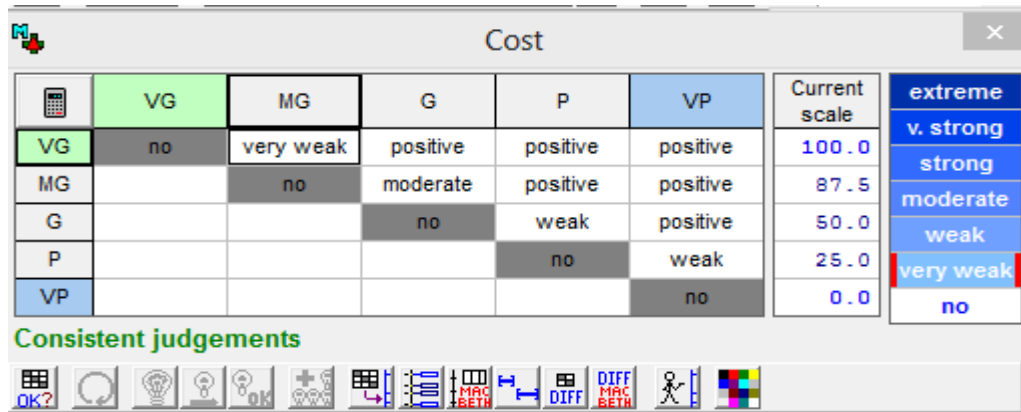 Cost
VG MG G P VP Current scale extreme
v. strong
VG no very weak positive positive positive 100.0
strong
MG no moderate positive positive 87.5
moderate
G no weak positive 50.0
weak
P no weak 25.0
very weak
VP no 0.0
no
Consistent judgements
OK? OK MAC BETH DIFF DIFF MAC BETH